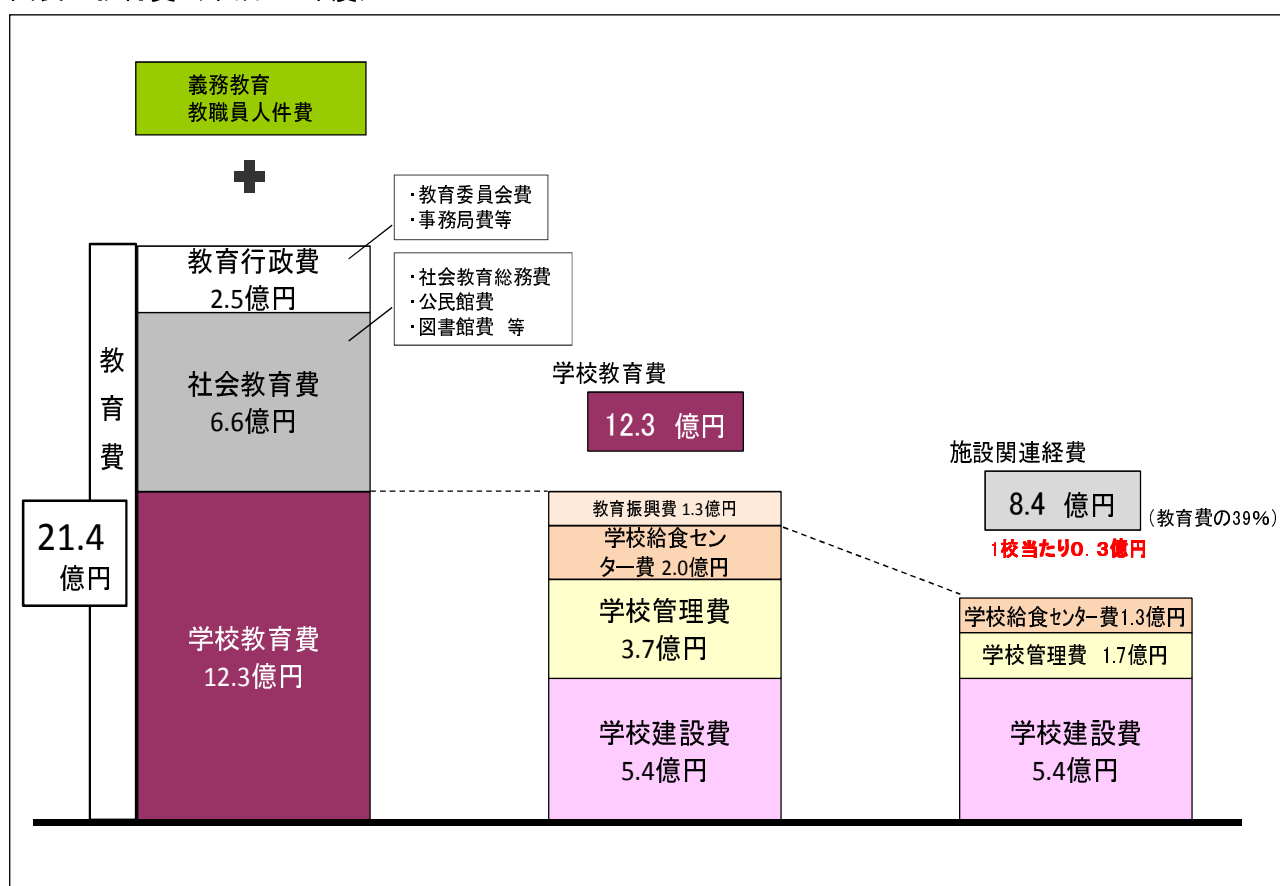 義務教育
教職員人件費
・教育委員会費
・事務局費等
教育行政費
2.5億円
・社会教育総務費
・公民館費
・図書館費 等
教育費
社会教育費
6.6億円
学校教育費
12.3 億円
施設関連経費
8.4 億円
(教育費の39%)
1校当たり0.3億円
21.4
億円
教育振興費 1.3億円
学校給食セン
ター費 2.0億円
学校給食センター費1.3億円
学校教育費
12.3億円
学校管理費
3.7億円
学校管理費 1.7億円
学校建設費
5.4億円
学校建設費
5.4億円